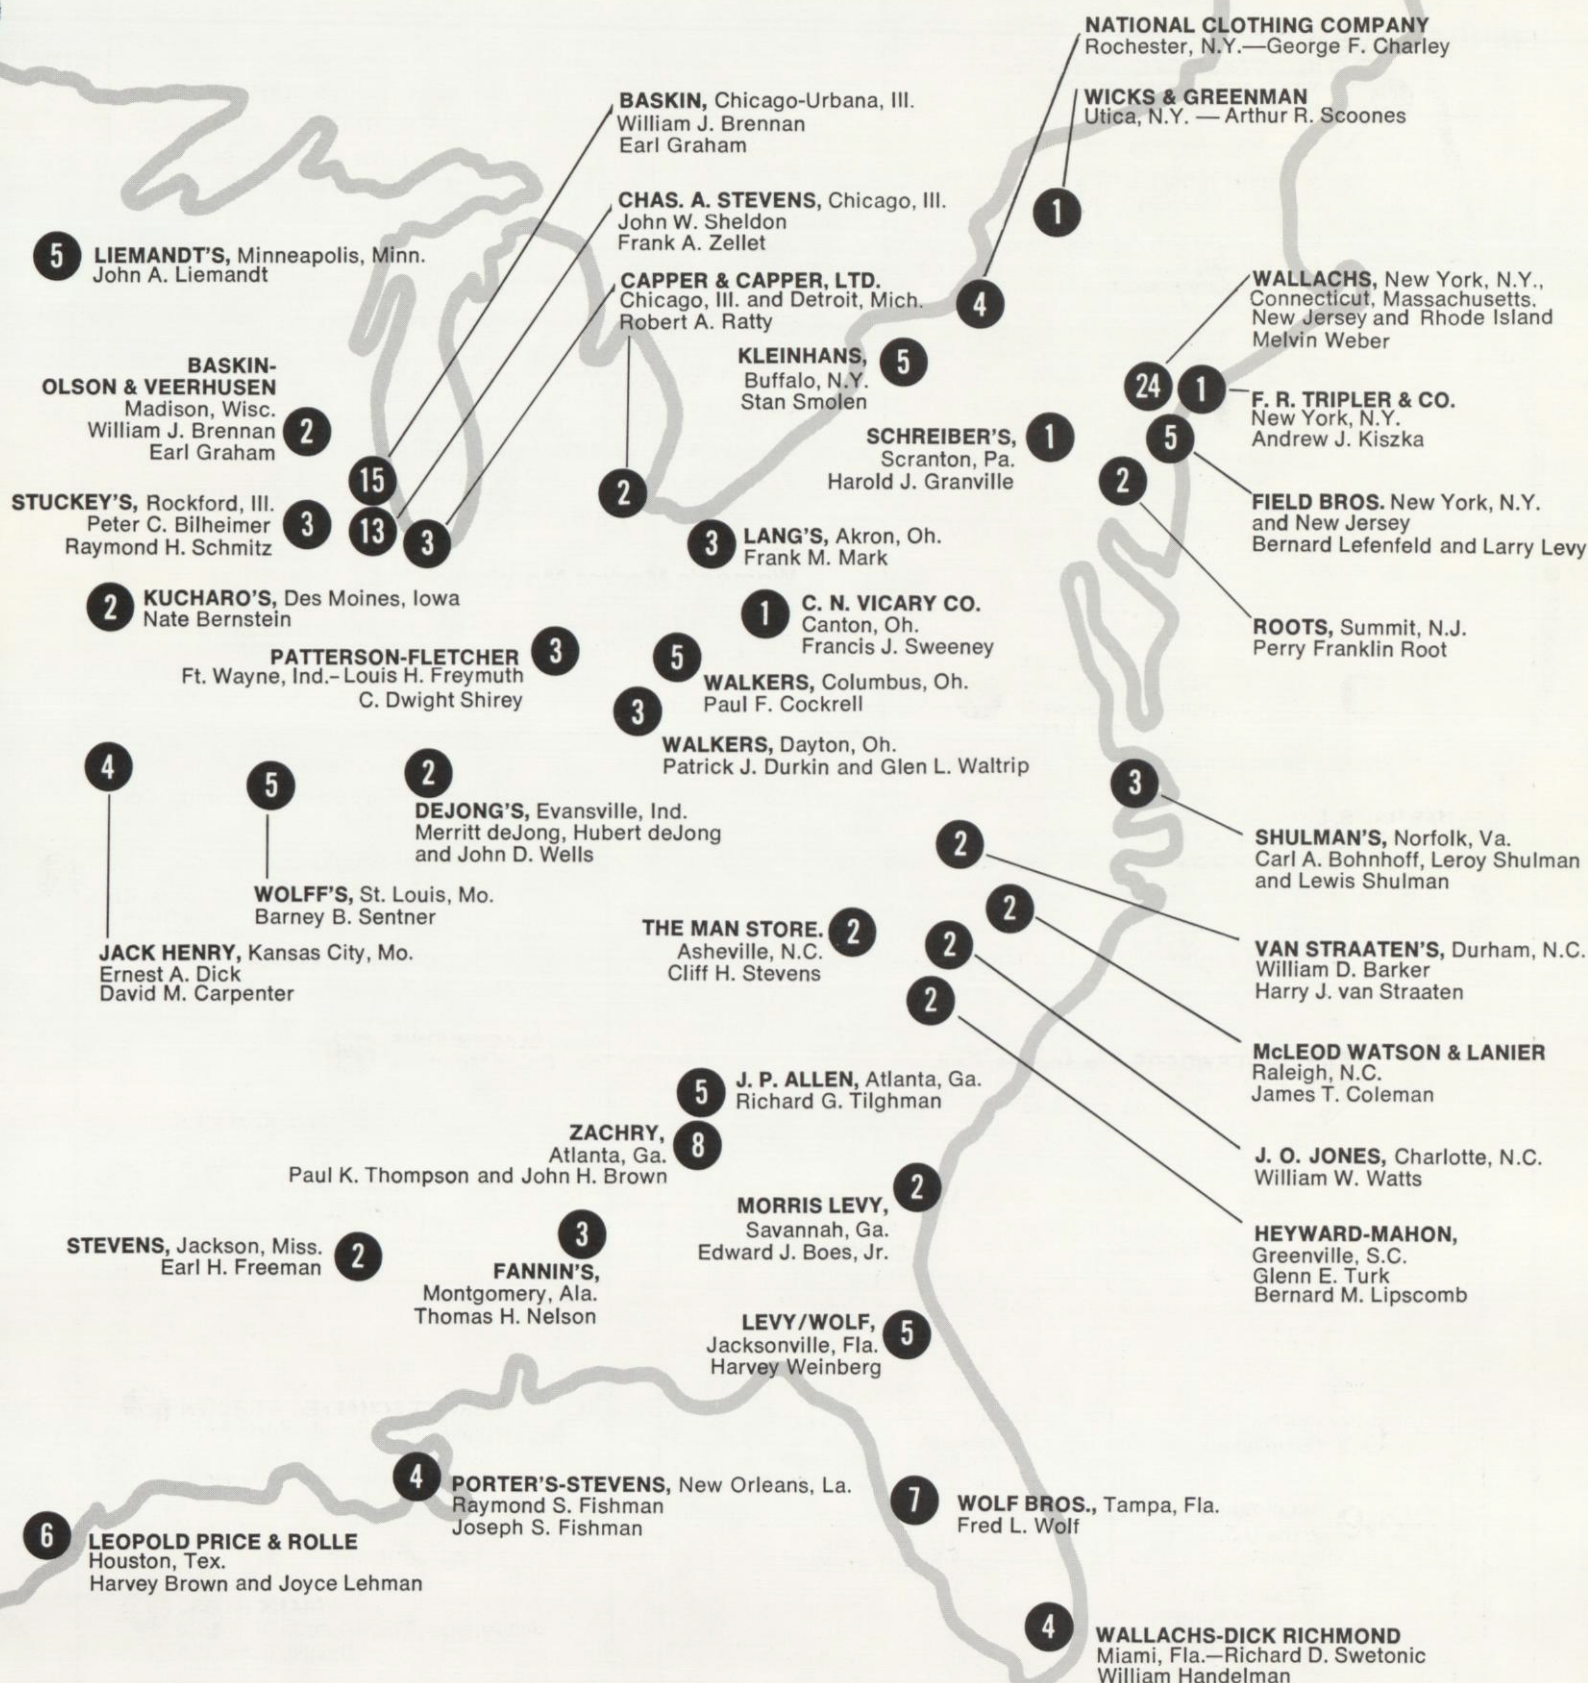 NATIONAL CLOTHING COMPANY
Rochester, N.Y.—George F. Charley
WICKS & GREENMAN
Utica, N.Y. — Arthur R. Scoones
1
BASKIN, Chicago-Urbana, Ill.
William J. Brennan
Earl Graham
CHAS. A. STEVENS, Chicago, Ill.
John W. Sheldon
Frank A. Zellet
5
LIEMANDT'S, Minneapolis, Minn.
John A. Liemandt
CAPPER & CAPPER, LTD.
Chicago, Ill. and Detroit, Mich.
Robert A. Ratty
4
WALLACHS, New York, N.Y.,
Connecticut, Massachusetts.
New Jersey and Rhode Island
Melvin Weber
KLEINHANS,
Buffalo, N.Y.
Stan Smolen
5
24
1
F. R. TRIPLER & CO.
New York, N.Y.
Andrew J. Kiszka
BASKIN-
OLSON & VEERHUSEN
Madison, Wisc.
William J. Brennan
Earl Graham
2
SCHREIBER'S,
Scranton, Pa.
Harold J. Granville
1
5
2
FIELD BROS. New York, N.Y.
and New Jersey
Bernard Lefenfeld and Larry Levy
15
13
3
2
STUCKEY'S, Rockford, Ill.
Peter C. Bilheimer
Raymond H. Schmitz
3
3
LANG'S, Akron, Oh.
Frank M. Mark
2
KUCHARO'S, Des Moines, Iowa
Nate Bernstein
1
C. N. VICARY CO.
Canton, Oh.
Francis J. Sweeney
ROOTS, Summit, N.J.
Perry Franklin Root
PATTERSON-FLETCHER
Ft. Wayne, Ind.–Louis H. Freymuth
C. Dwight Shirey
3
5
WALKERS, Columbus, Oh.
Paul F. Cockrell
3
WALKERS, Dayton, Oh.
Patrick J. Durkin and Glen L. Waltrip
4
5
2
DEJONG'S, Evansville, Ind.
Merritt deJong, Hubert deJong
and John D. Wells
3
SHULMAN'S, Norfolk, Va.
Carl A. Bohnhoff, Leroy Shulman
and Lewis Shulman
WOLFF'S, St. Louis, Mo.
Barney B. Sentner
JACK HENRY, Kansas City, Mo.
Ernest A. Dick
David M. Carpenter
THE MAN STORE.
Asheville, N.C.
Cliff H. Stevens
2
2
2
2
2
VAN STRAATEN'S, Durham, N.C.
William D. Barker
Harry J. van Straaten
McLEOD WATSON & LANIER
Raleigh, N.C.
James T. Coleman
5
J. P. ALLEN, Atlanta, Ga.
Richard G. Tilghman
ZACHRY,
Atlanta, Ga.
Paul K. Thompson and John H. Brown
8
J. O. JONES, Charlotte, N.C.
William W. Watts
MORRIS LEVY,
Savannah, Ga.
Edward J. Boes, Jr.
2
HEYWARD-MAHON,
Greenville, S.C.
Glenn E. Turk
Bernard M. Lipscomb
STEVENS, Jackson, Miss.
Earl H. Freeman
2
3
FANNIN'S,
Montgomery, Ala.
Thomas H. Nelson
LEVY/WOLF,
Jacksonville, Fla.
Harvey Weinberg
5
4
PORTER'S-STEVENS, New Orleans, La.
Raymond S. Fishman
Joseph S. Fishman
7
WOLF BROS., Tampa, Fla.
Fred L. Wolf
6
LEOPOLD PRICE & ROLLE
Houston, Tex.
Harvey Brown and Joyce Lehman
4
WALLACHS-DICK RICHMOND
Miami, Fla.—Richard D. Swetonic
William Handelman